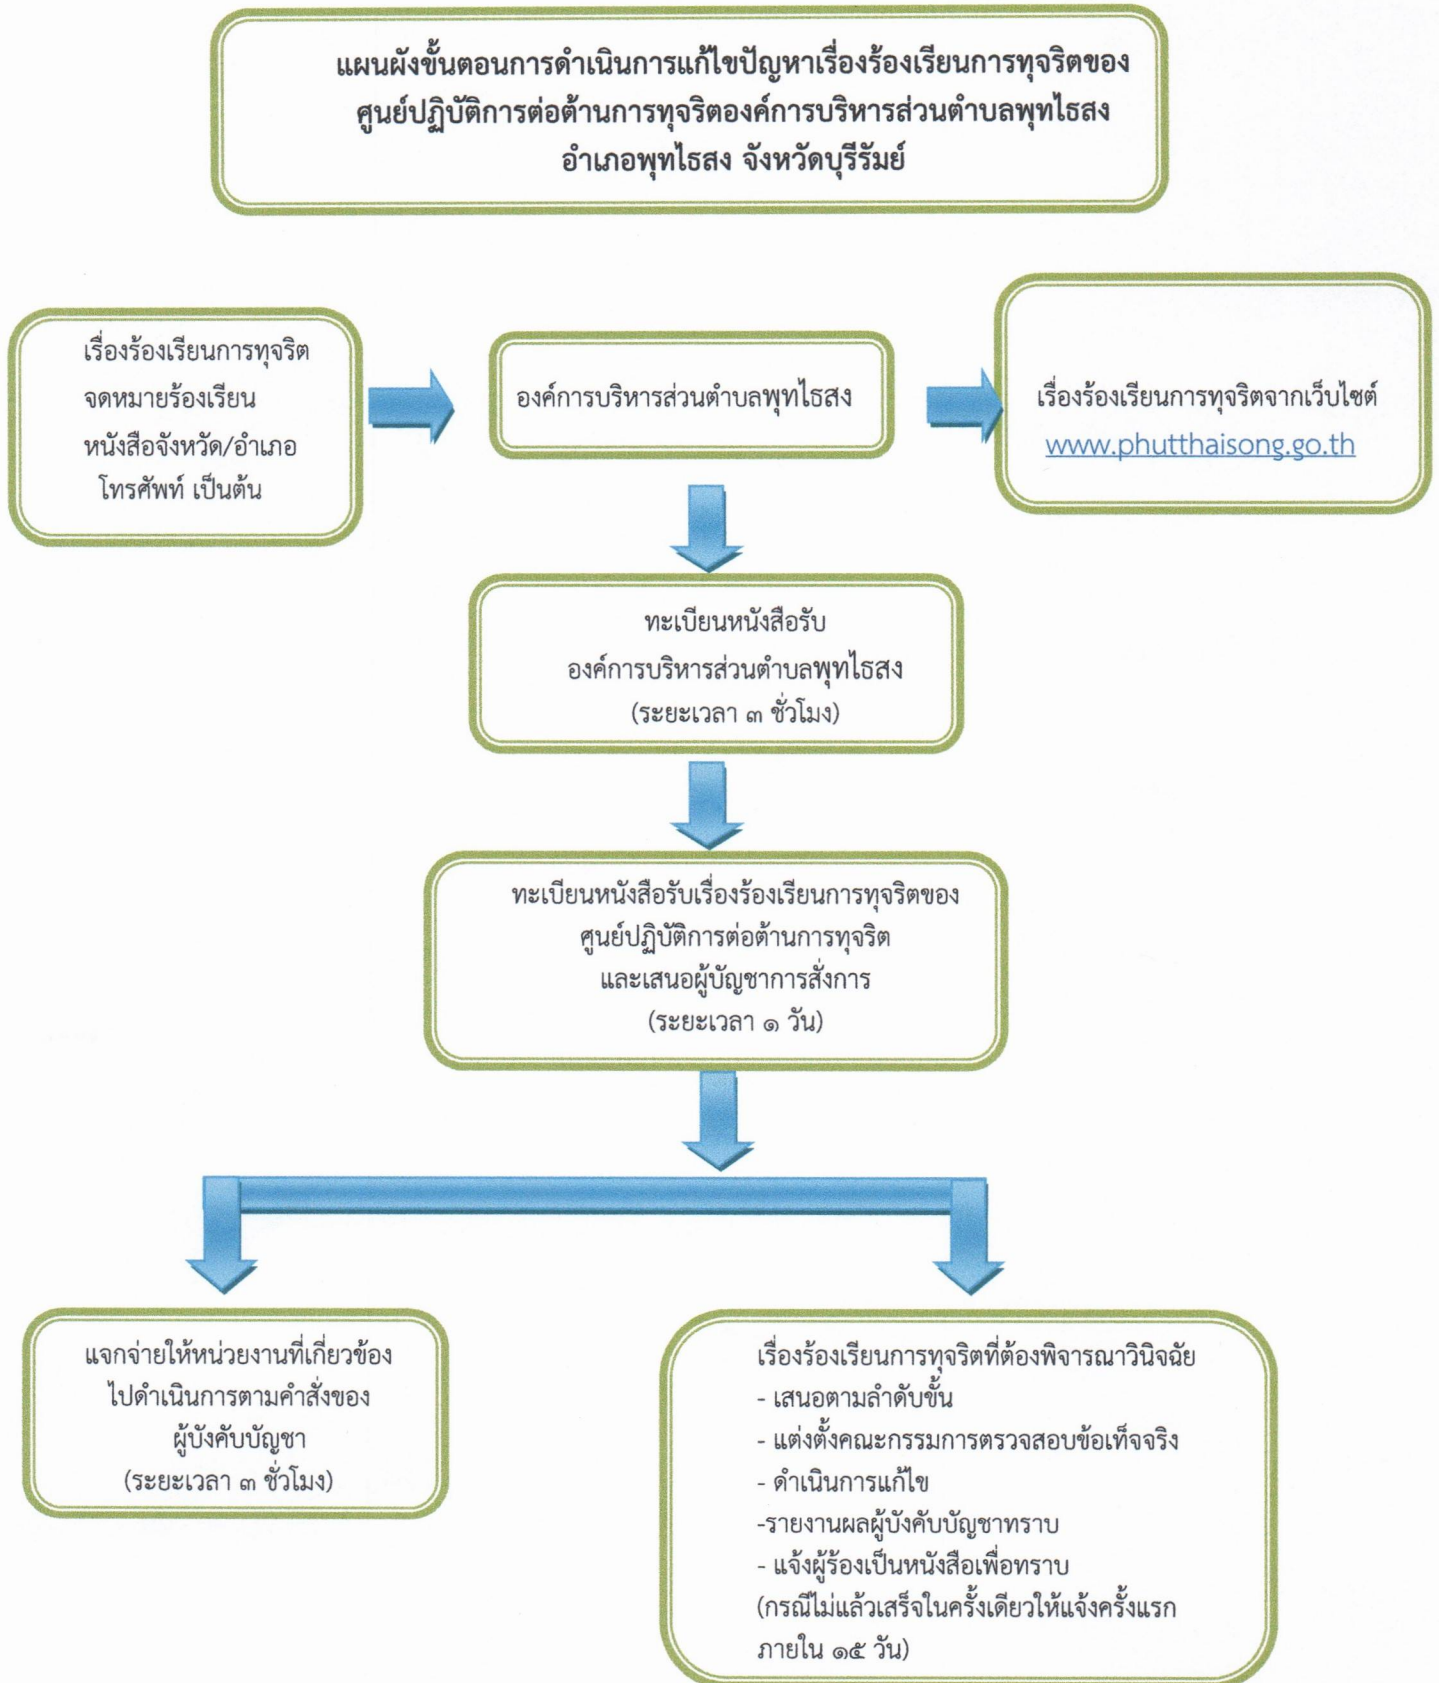 แผนผังขั้นตอนการดำเนินการแก้ไขปัญหาเรื่องร้องเรียนการทุจริตของ
ศูนย์ปฏิบัติการต่อต้านการทุจริตองค์การบริหารส่วนตำบลพุทไธสง
อำเภอพุทไธสง จังหวัดบุรีรัมย์
เรื่องร้องเรียนการทุจริต
จดหมายร้องเรียน
หนังสือจังหวัด/อำเภอ
โทรศัพท์ เป็นต้น
องค์การบริหารส่วนตำบลพุทไธสง
เรื่องร้องเรียนการทุจริตจากเว็บไซต์
www.phutthaisong.go.th
ทะเบียนหนังสือรับ
องค์การบริหารส่วนตำบลพุทไธสง
(ระยะเวลา ๓ ชั่วโมง)
ทะเบียนหนังสือรับเรื่องร้องเรียนการทุจริตของ
ศูนย์ปฏิบัติการต่อต้านการทุจริต
และเสนอผู้บัญชาการสั่งการ
(ระยะเวลา ๑ วัน)
แจกจ่ายให้หน่วยงานที่เกี่ยวข้อง
ไปดำเนินการตามคำสั่งของ
ผู้บังคับบัญชา
(ระยะเวลา ๓ ชั่วโมง)
เรื่องร้องเรียนการทุจริตที่ต้องพิจารณาวินิจฉัย
- เสนอตามลำดับขั้น
- แต่งตั้งคณะกรรมการตรวจสอบข้อเท็จจริง
- ดำเนินการแก้ไข
-รายงานผลผู้บังคับบัญชาทราบ
- แจ้งผู้ร้องเป็นหนังสือเพื่อทราบ
(กรณีไม่แล้วเสร็จในครั้งเดียวให้แจ้งครั้งแรก
ภายใน ๑๕ วัน)